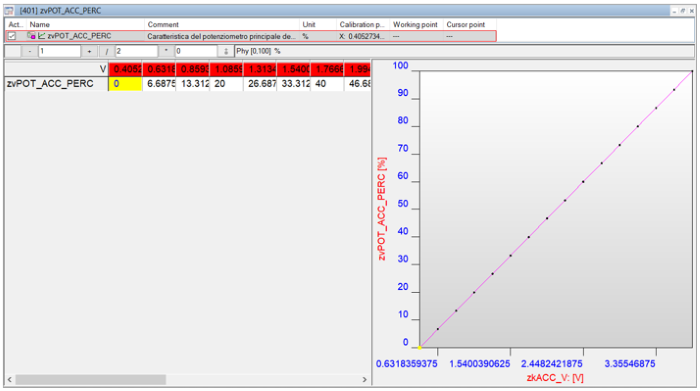 [401] zvPOT_ACC_PERC
Act.. Name Comment Unit Calibration p... Working point Cursor point
zvPOT_ACC_PERC Caratteristica del potenziometro principale de... % X: 0.4052734... --- ---
- 1 + / 2 * 0 Phy [0.100] %
V 0.4052 0.6318 0.8593 1.0859 1.3134 1.5400 1.7666 1.994
zvPOT_ACC_PERC 0 6.6875 13.312 20 26.687 33.312 40 46.68
100
90
80
70
60
50
40
30
20
10
0
zvPOT_ACC_PERC [%]
0.6318359375 1.5400390625 2.4482421875 3.35546875
zkACC_V: [V]